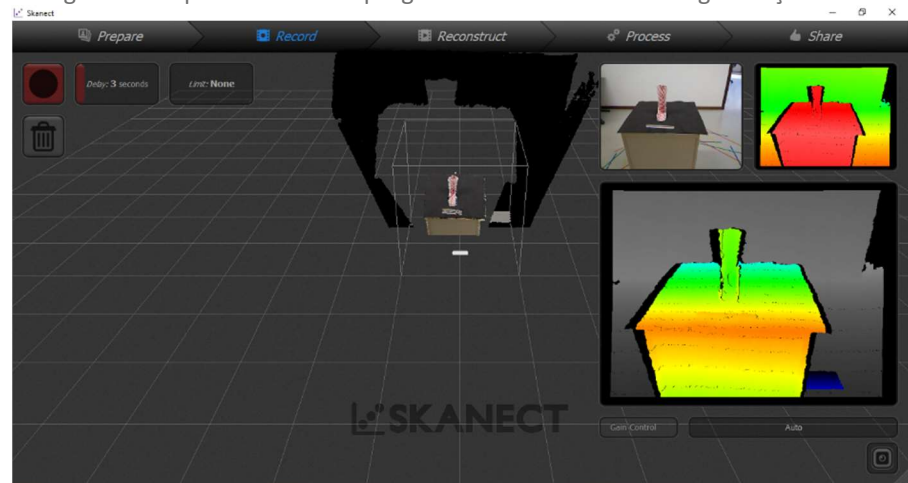 Skanect
Prepare
Record
Reconstruct
Process
Share
Delay: 3 seconds
Limit: None
SKANECT
Gain Control
Auto